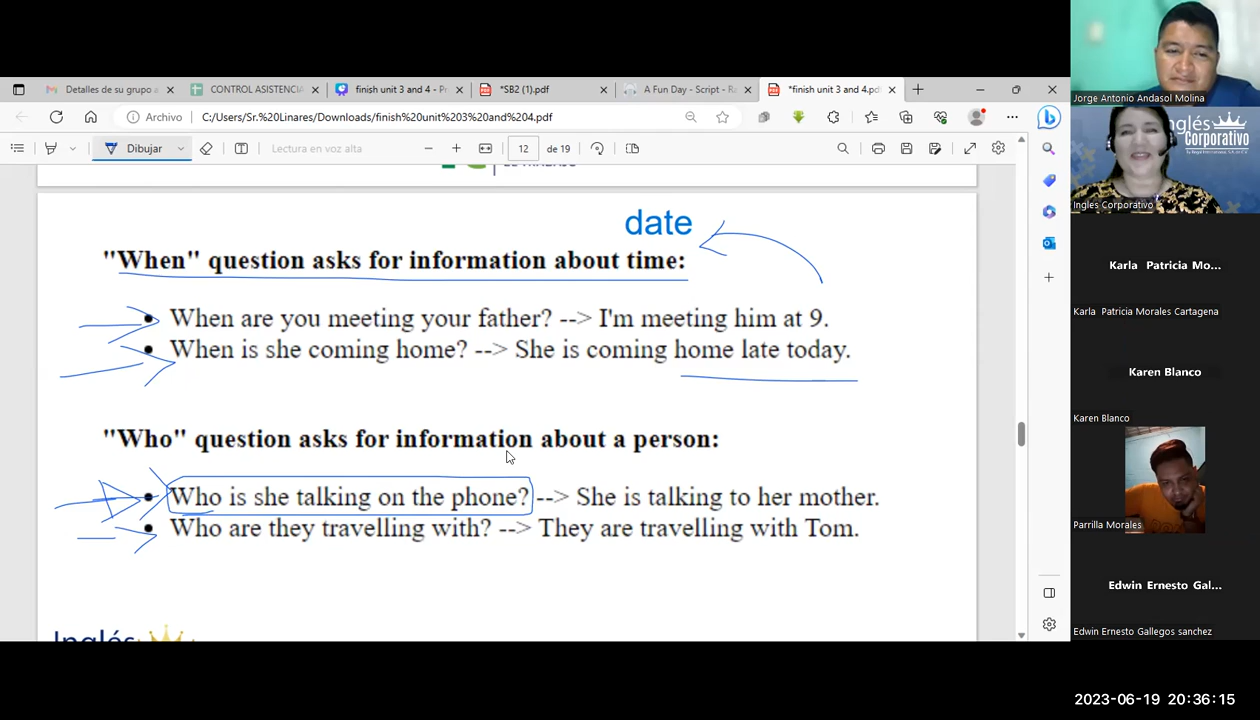 Detalles de su grupo a
CONTROL ASISTENCIA
finish unit 3 and 4 - Pr
*SB2 (1).pdf
A Fun Day - Script - Ra
*finish unit 3 and 4.pd
Archivo
C:/Users/Sr.%20Linares/Downloads/finish%20unit%203%20and%204.pdf
Dibujar
Lectura en voz alta
12
de 19
date
"When" question asks for information about time:
• When are you meeting your father? --> I'm meeting him at 9.
• When is she coming home? --> She is coming home late today.
"Who" question asks for information about a person:
• Who is she talking on the phone? --> She is talking to her mother.
• Who are they travelling with? --> They are travelling with Tom.
Inglés
Jorge Antonio Andasol Molina
Inglés
Corporativo
Ingles Corporativo
Karla Patricia Mo...
Karla Patricia Morales Cartagena
Karen Blanco
Karen Blanco
Parrilla Morales
Edwin Ernesto Gal...
Edwin Ernesto Gallegos sanchez
2023-06-19 20:36:15